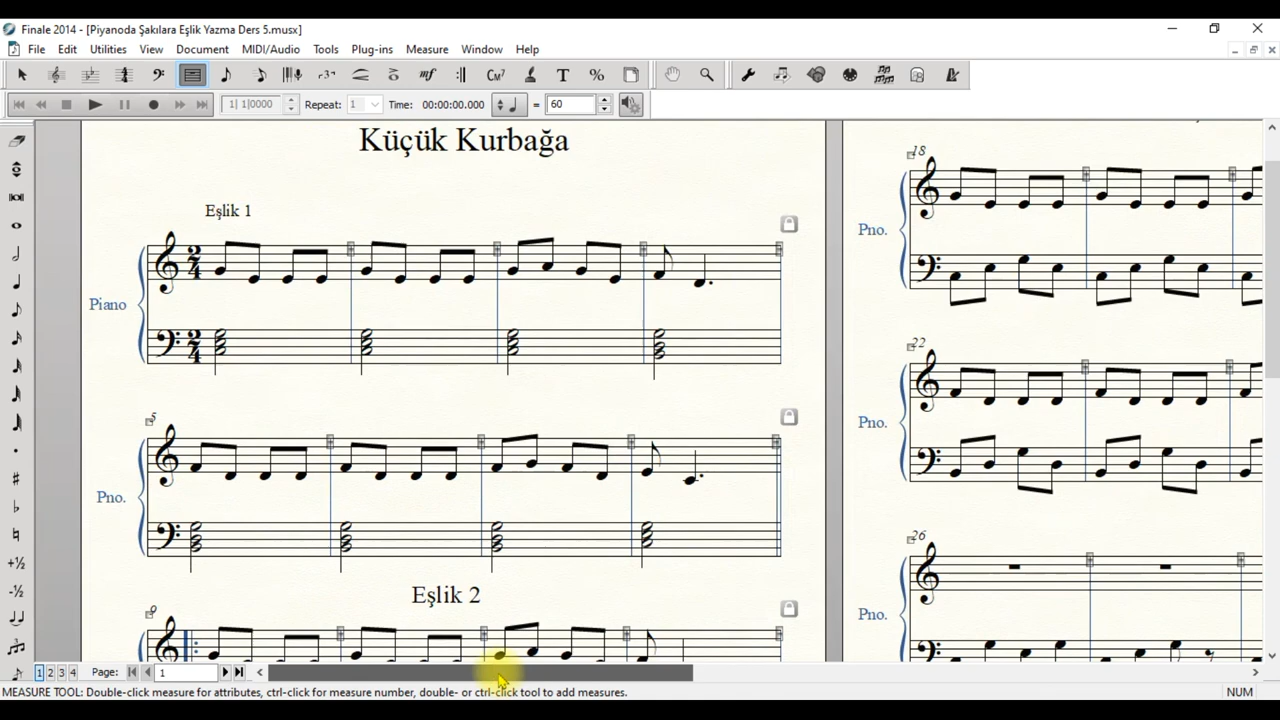 Finale 2014 - [Piyanoda Şakılara Eşlik Yazma Ders 5.musx]
File Edit Utilities View Document MIDI/Audio Tools Plug-ins Measure Window Help
1| 1|0000 Repeat: 1 Time: 00:00:00.000 = 60
Küçük Kurbağa
Eşlik 1
Piano
5
Pno.
Eşlik 2
9
18
Pno.
22
Pno.
26
Pno.
1 2 3 4 Page: 1
MEASURE TOOL: Double-click measure for attributes, ctrl-click for measure number, double- or ctrl-click tool to add measures.
NUM